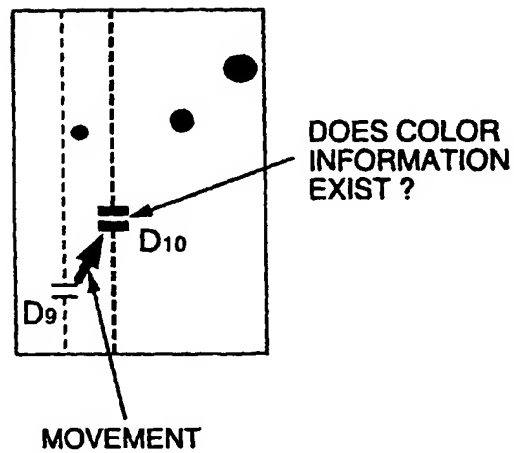 DOES COLOR
INFORMATION
EXIST ?
D10
D9
MOVEMENT